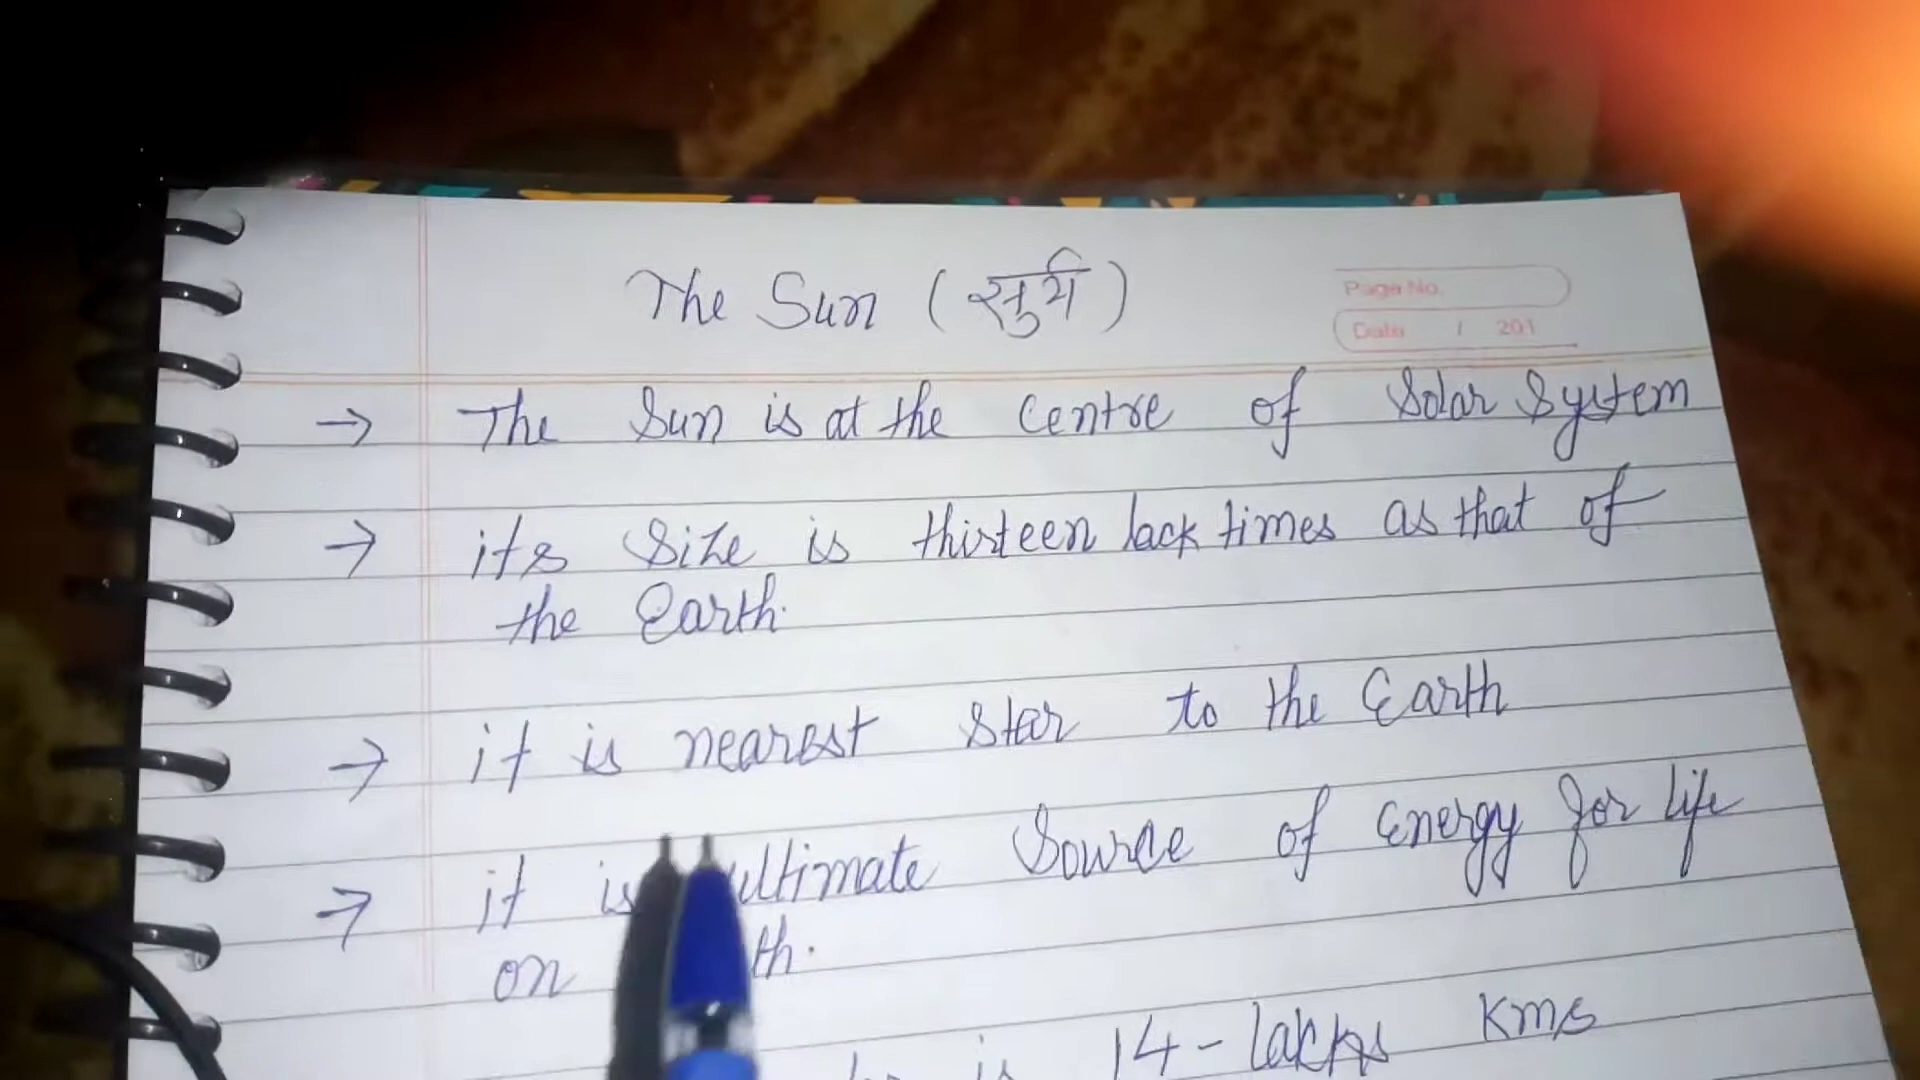 The Sun (सुर्य)
Page No.
Date / 201
→ The Sun is at the Centre of Solar System
→ its Size is thirteen lack times as that of
the Earth.
→ it is nearest Star to the Earth
→ it is ultimate Source of Energy for life
on
is 14-lakhs Kms